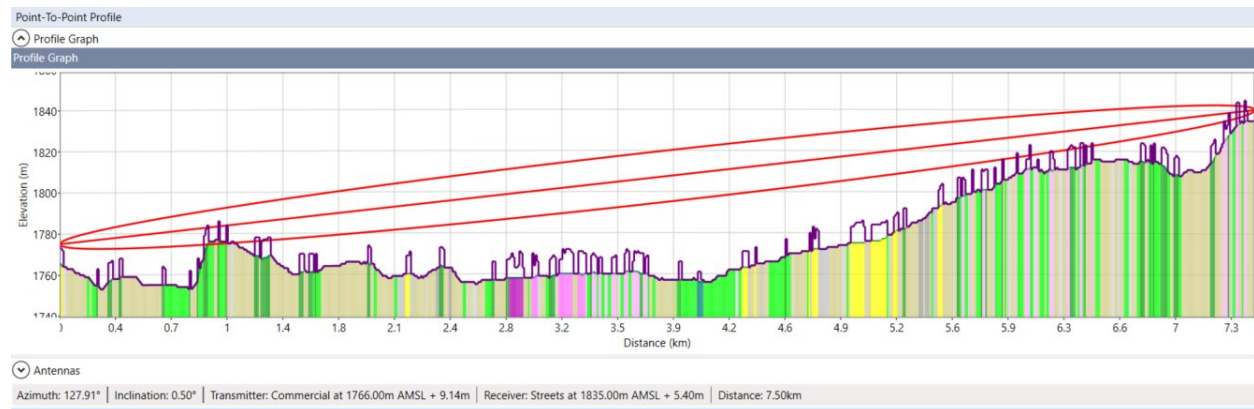 Point-To-Point Profile
Profile Graph
Profile Graph
1840
1820
Elevation (m)
1800
1780
1760
1740
0.4 0.7 1 1.4 1.8 2.1 2.4 2.8 3.2 3.5 3.9 4.2 4.6 4.9 5.2 5.6 5.9 6.3 6.6 7 7.3
Distance (km)
Antennas
Azimuth: 127.91° | Inclination: 0.50° | Transmitter: Commercial at 1766.00m AMSL + 9.14m | Receiver: Streets at 1835.00m AMSL + 5.40m | Distance: 7.50km